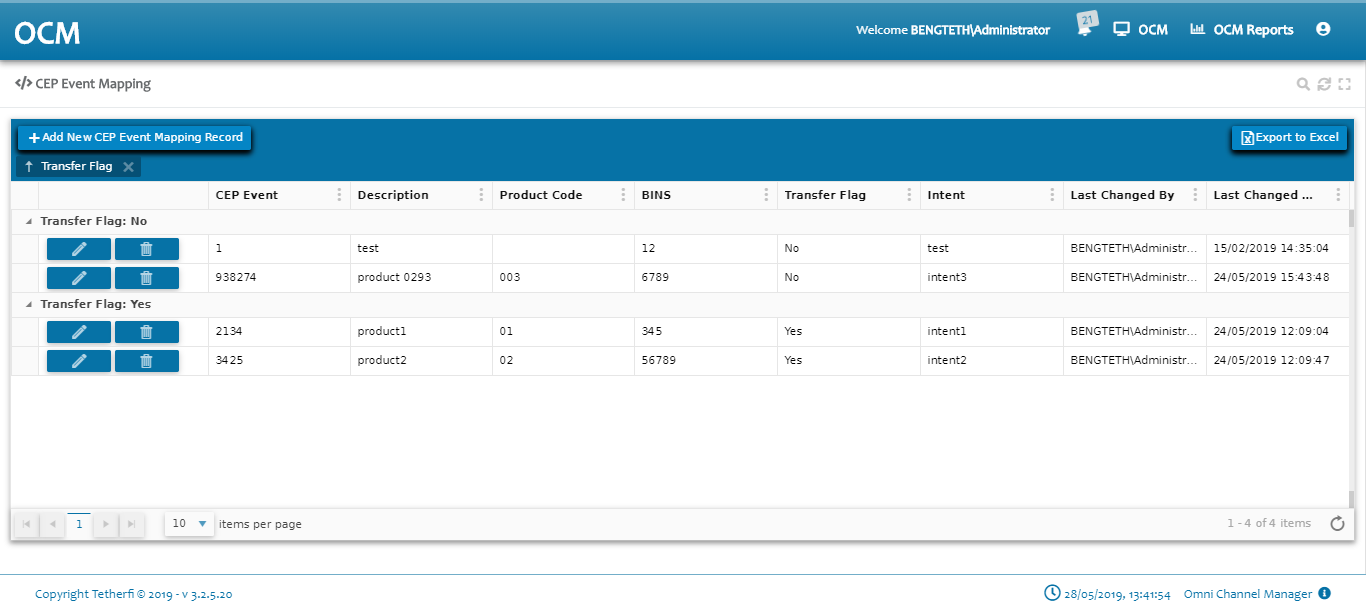 OCM
Welcome BENGTETH\Administrator 21 OCM OCM Reports
</> CEP Event Mapping
Add New CEP Event Mapping Record Export to Excel
↑ Transfer Flag ×
CEP Event Description Product Code BINS Transfer Flag Intent Last Changed By Last Changed ...
Transfer Flag: No
1 test 12 No test BENGTETH\Administr... 15/02/2019 14:35:04
938274 product 0293 003 6789 No intent3 BENGTETH\Administr... 24/05/2019 15:43:48
Transfer Flag: Yes
2134 product1 01 345 Yes intent1 BENGTETH\Administr... 24/05/2019 12:09:04
3425 product2 02 56789 Yes intent2 BENGTETH\Administr... 24/05/2019 12:09:47
1 10 items per page 1 - 4 of 4 items
Copyright Tetherfi © 2019 - v 3.2.5.20 28/05/2019, 13:41:54 Omni Channel Manager